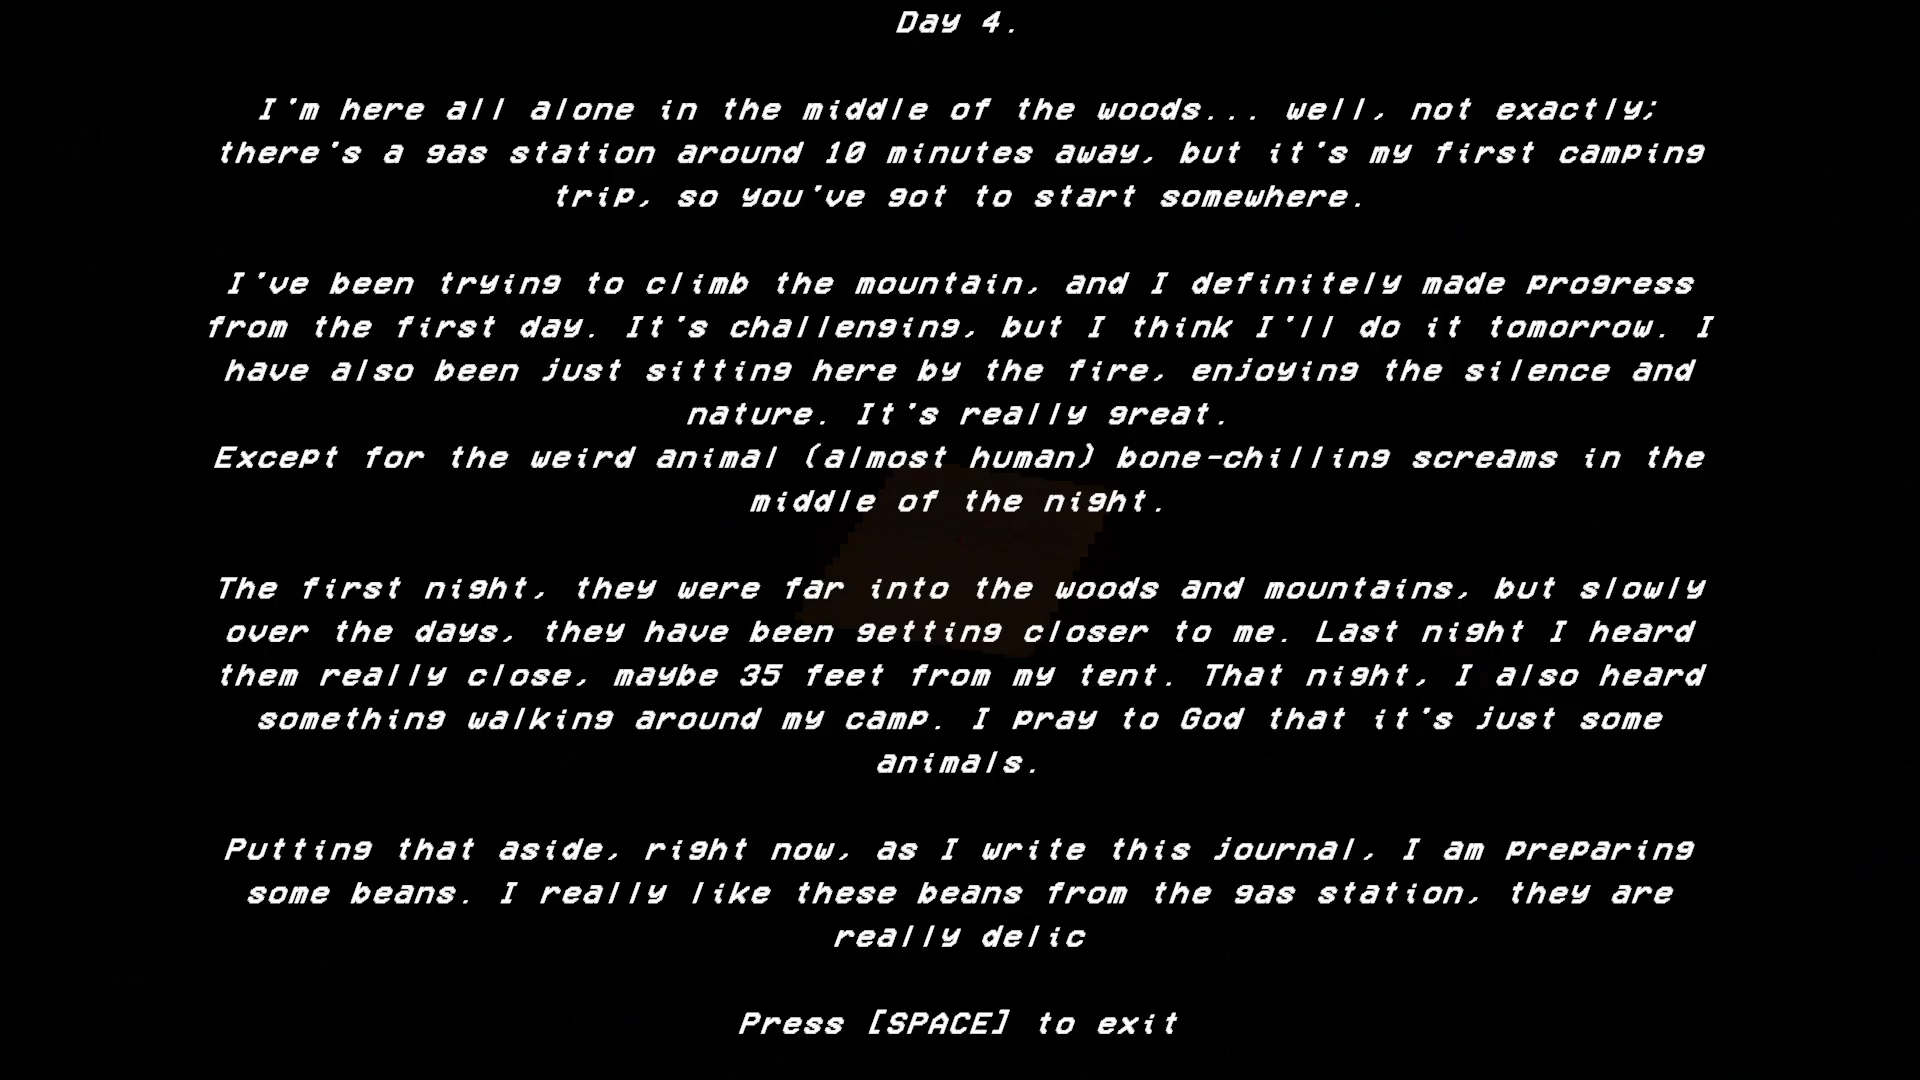 Day 4.
I'm here all alone in the middle of the woods... well, not exactly;
there's a gas station around 10 minutes away, but it's my first camping
trip, so you've got to start somewhere.
I've been trying to climb the mountain, and I definitely made progress
from the first day. It's challenging, but I think I'll do it tomorrow. I
have also been just sitting here by the fire, enjoying the silence and
nature. It's really great.
Except for the weird animal (almost human) bone-chilling screams in the
middle of the night.
The first night, they were far into the woods and mountains, but slowly
over the days, they have been getting closer to me. Last night I heard
them really close, maybe 35 feet from my tent. That night, I also heard
something walking around my camp. I pray to God that it's just some
animals.
Putting that aside, right now, as I write this journal, I am preparing
some beans. I really like these beans from the gas station, they are
really delic
Press [SPACE] to exit